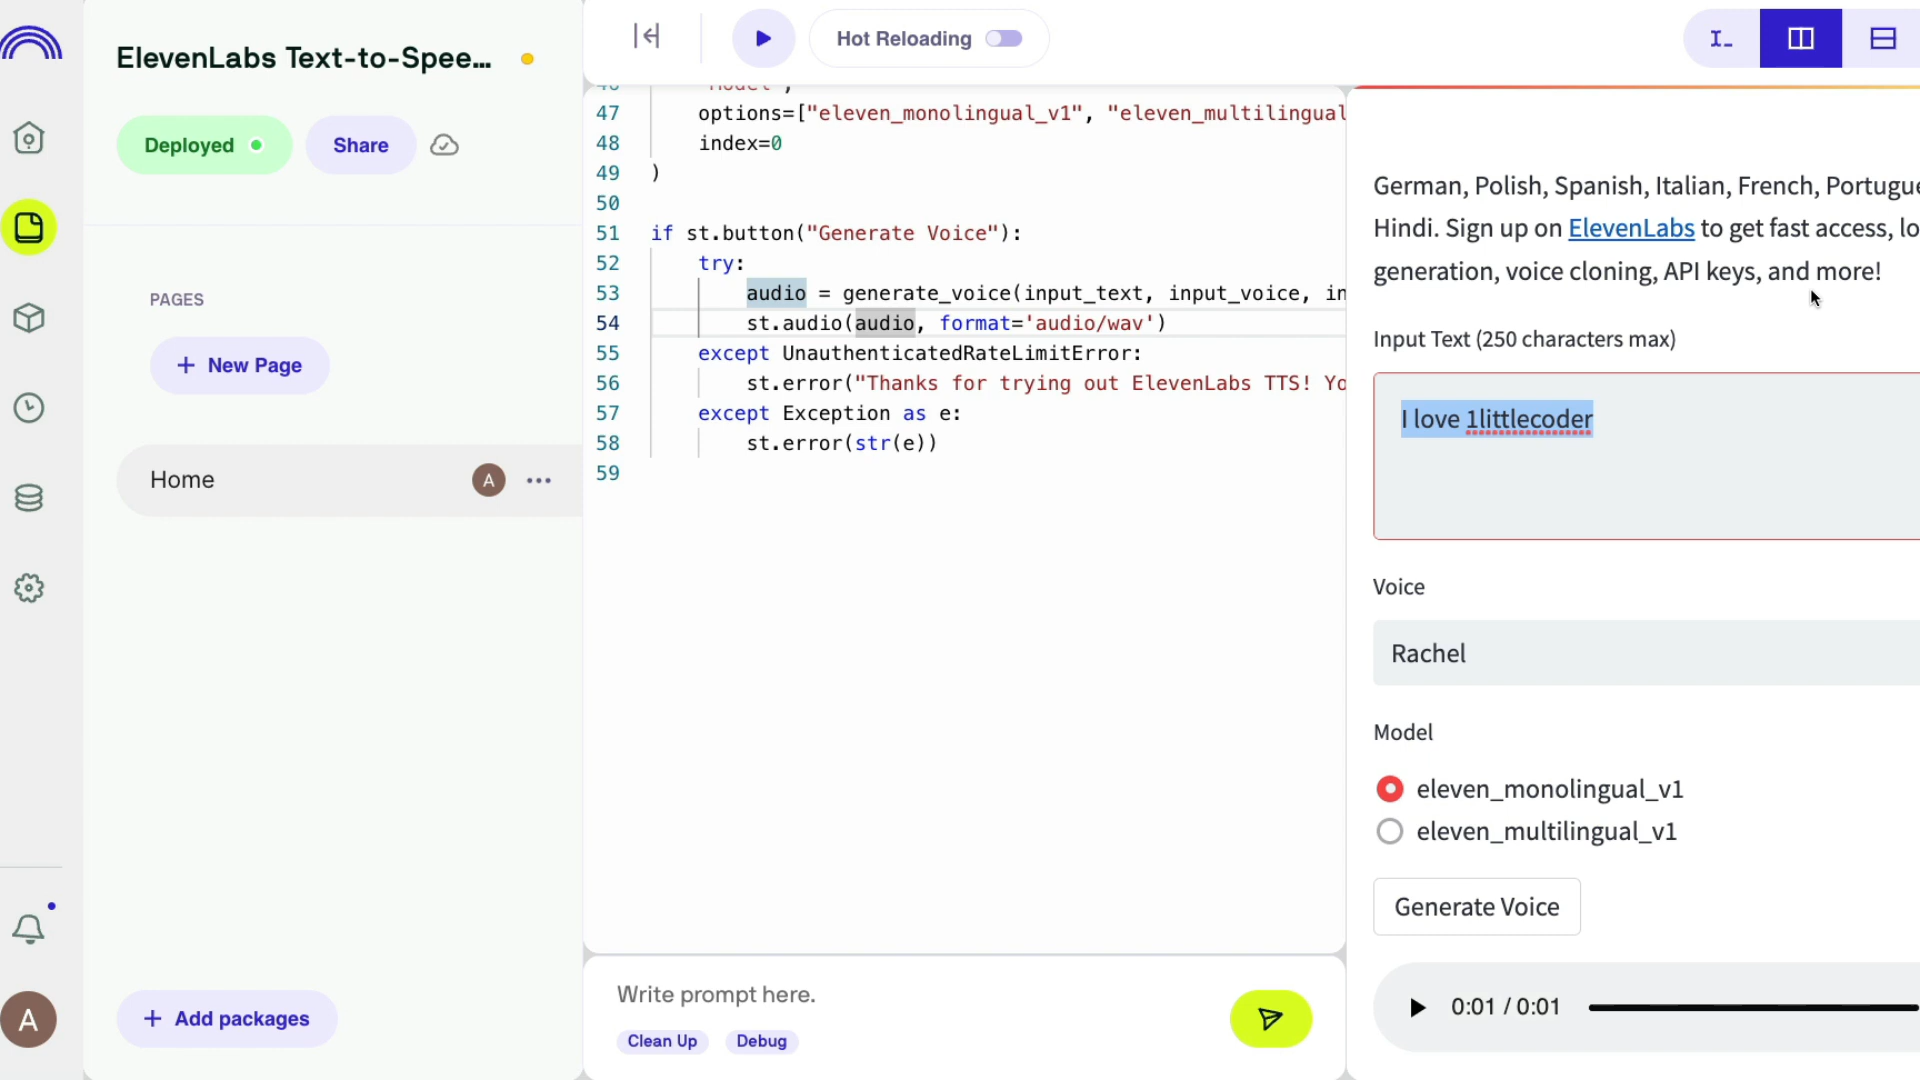 ElevenLabs Text-to-Spee...
Deployed
Share
PAGES
+ New Page
Home
A
A
+ Add packages
Hot Reloading
47 options=["eleven_monolingual_v1", "eleven_multilingual
48 index=0
49 )
50
51 if st.button("Generate Voice"):
52 try:
53 audio = generate_voice(input_text, input_voice, in
54 st.audio(audio, format='audio/wav')
55 except UnauthenticatedRateLimitError:
56 st.error("Thanks for trying out ElevenLabs TTS! Yo
57 except Exception as e:
58 st.error(str(e))
59
Write prompt here.
Clean Up
Debug
German, Polish, Spanish, Italian, French, Portugue
Hindi. Sign up on ElevenLabs to get fast access, lo
generation, voice cloning, API keys, and more!
Input Text (250 characters max)
I love 1littlecoder
Voice
Rachel
Model
eleven_monolingual_v1
eleven_multilingual_v1
Generate Voice
0:01 / 0:01